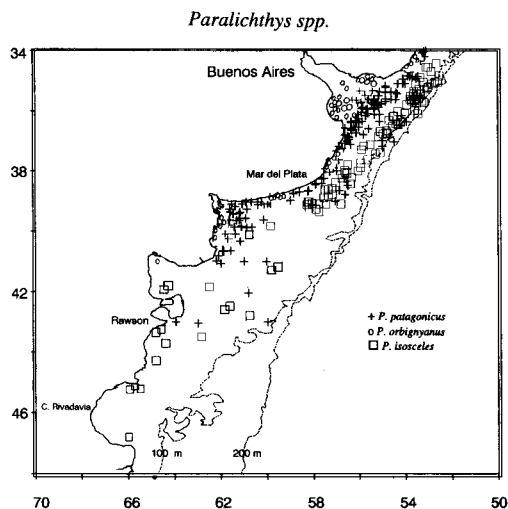 Paralichthys spp.
34
Buenos Aires
Mar del Plata
38
42
+ P. patagonicus
o P. orbignyanus
□ P. isosceles
Rawson
C. Rivadavia
46
100 m
200 m
70 66 62 58 54 50